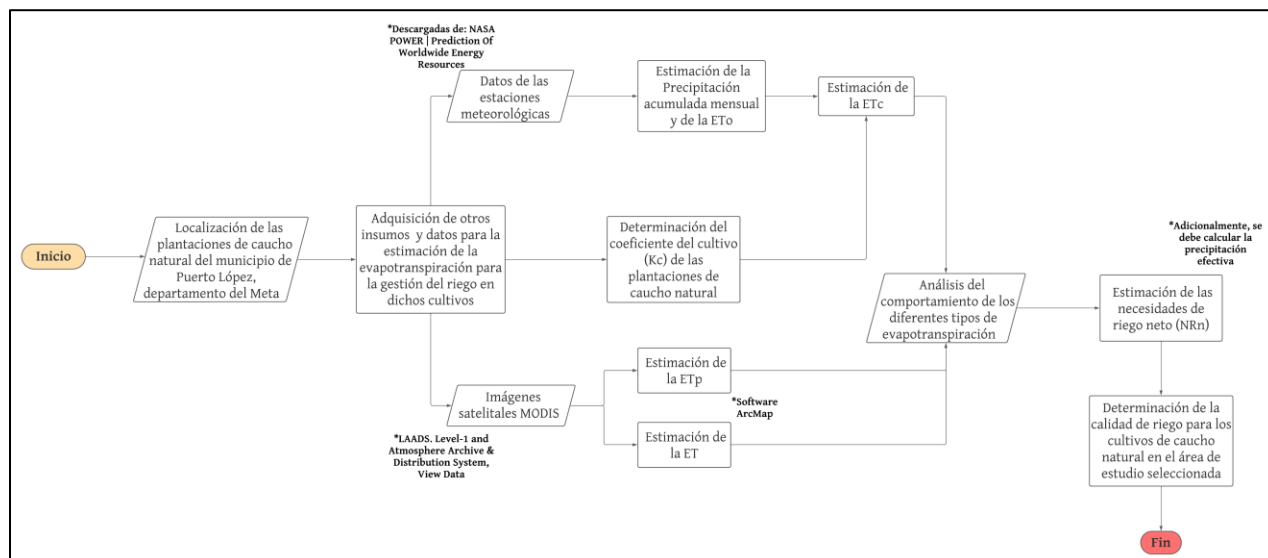 *Descargadas de: NASA
POWER | Prediction Of
Worldwide Energy
Resources
Datos de las
estaciones
meteorológicas
Estimación de la
Precipitación
acumulada mensual
y de la ETo
Estimación de
la ETc
Inicio
Localización de las
plantaciones de caucho
natural del municipio de
Puerto López,
departamento del Meta
Adquisición de otros
insumos y datos para la
estimación de la
evapotranspiración para
la gestión del riego en
dichos cultivos
Determinación del
coeficiente del cultivo
(Kc) de las
plantaciones de
caucho natural
Análisis del
comportamiento de los
diferentes tipos de
evapotranspiración
*Adicionalmente, se
debe calcular la
precipitación
efectiva
Estimación de las
necesidades de
riego neto (NRn)
Imágenes
satelitales MODIS
*LAADS. Level-1 and
Atmosphere Archive &
Distribution System,
View Data
Estimación de
la ETp
*Software
ArcMap
Estimación de
la ET
Determinación de la
calidad de riego para los
cultivos de caucho
natural en el área de
estudio seleccionada
Fin